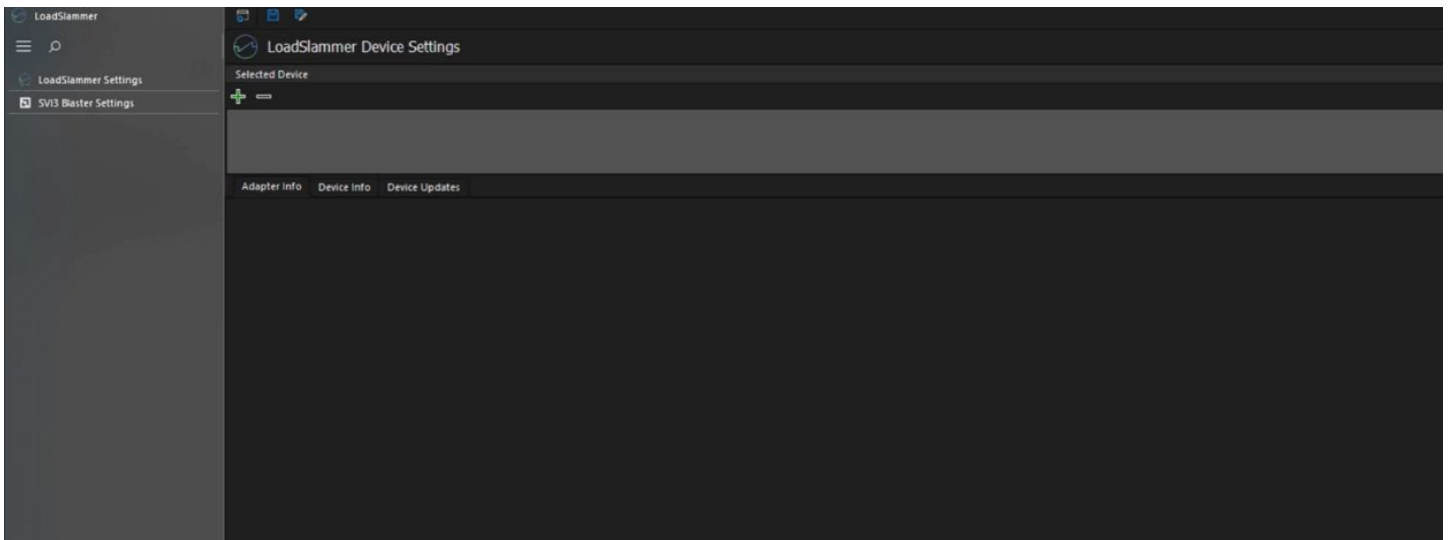 LoadSlammer
LoadSlammer Device Settings
LoadSlammer Settings
SVI3 Blaster Settings
Selected Device
Adapter Info Device Info Device Updates